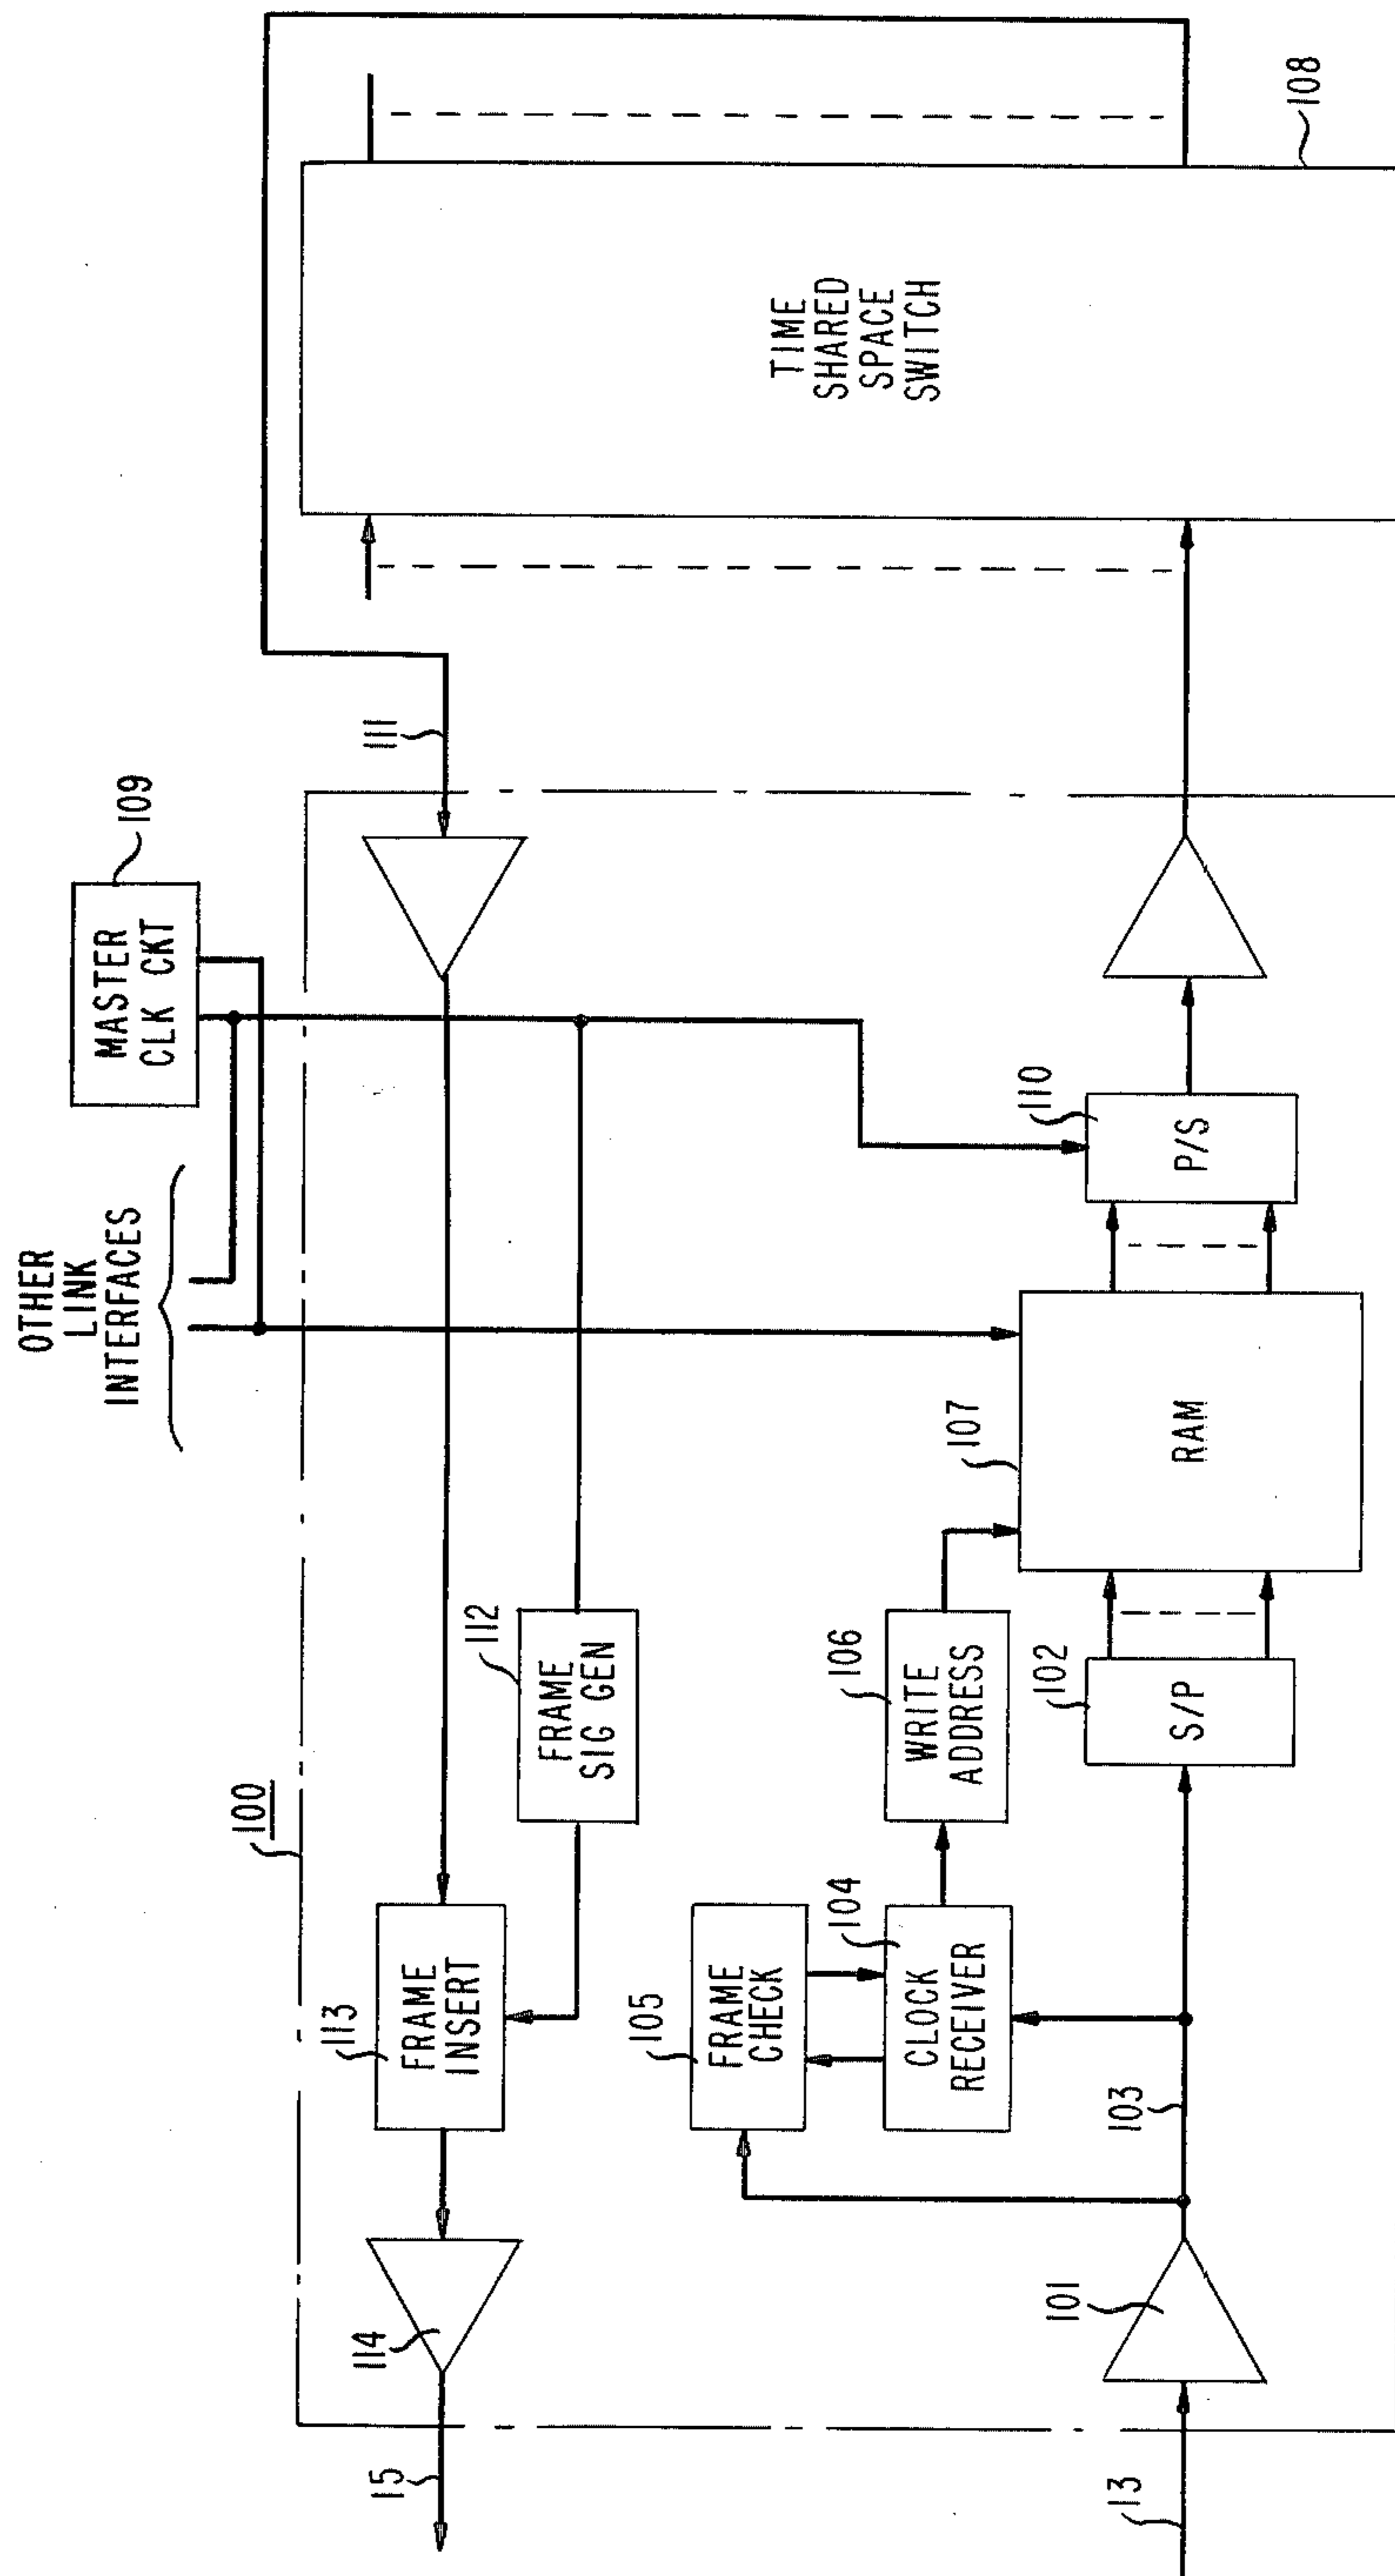 OTHER
LINK
INTERFACES
MASTER
CLK CKT
109
100
111
114
15
113
FRAME
INSERT
112
FRAME
SIG GEN
105
FRAME
CHECK
104
CLOCK
RECEIVER
106
WRITE
ADDRESS
107
RAM
110
P/S
102
S/P
103
101
13
TIME
SHARED
SPACE
SWITCH
108